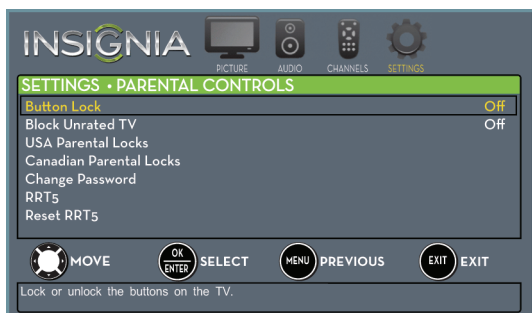 INSIGNIA
PICTURE AUDIO CHANNELS SETTINGS
SETTINGS • PARENTAL CONTROLS
Button Lock Off
Block Unrated TV Off
USA Parental Locks
Canadian Parental Locks
Change Password
RRT5
Reset RRT5
MOVE OK ENTER SELECT MENU PREVIOUS EXIT EXIT
Lock or unlock the buttons on the TV.